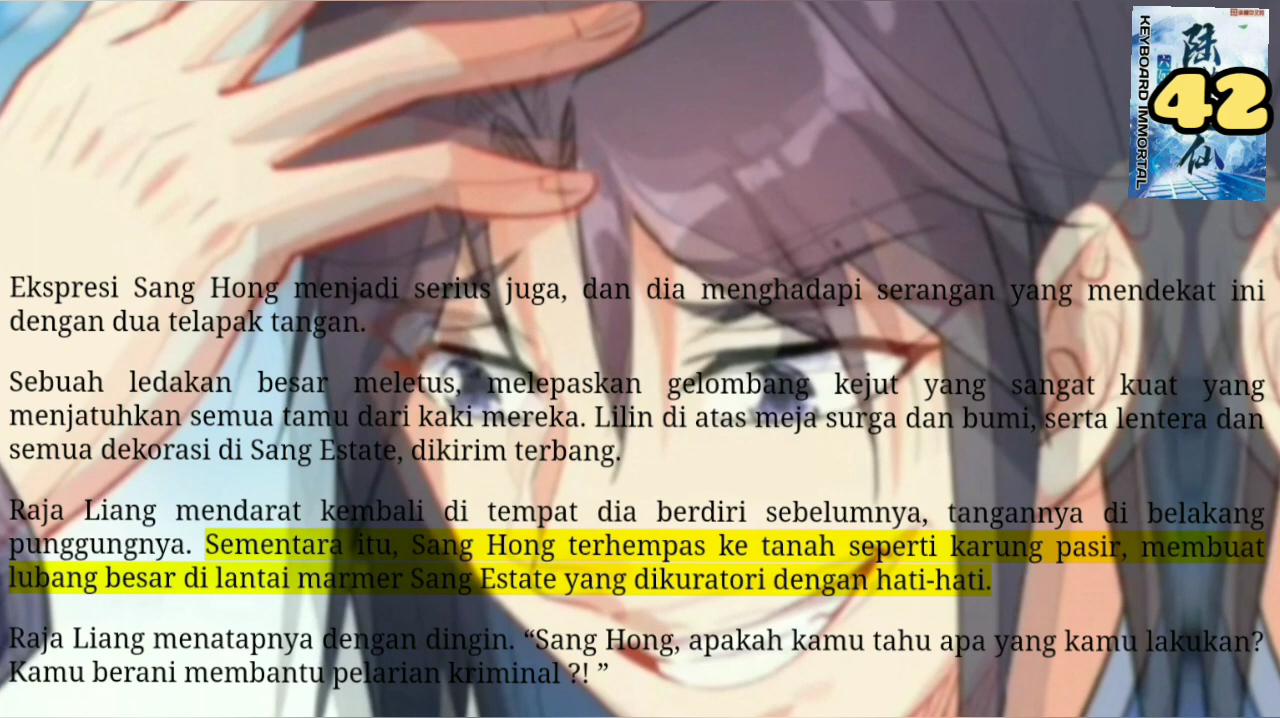 KEYBOARD IMMORTAL
42
Ekspresi Sang Hong menjadi serius juga, dan dia menghadapi serangan yang mendekat ini
dengan dua telapak tangan.
Sebuah ledakan besar meletus, melepaskan gelombang kejut yang sangat kuat yang
menjatuhkan semua tamu dari kaki mereka. Lilin di atas meja surga dan bumi, serta lentera dan
semua dekorasi di Sang Estate, dikirim terbang.
Raja Liang mendarat kembali di tempat dia berdiri sebelumnya, tangannya di belakang
punggungnya. Sementara itu, Sang Hong terhempas ke tanah seperti karung pasir, membuat
lubang besar di lantai marmer Sang Estate yang dikuratori dengan hati-hati.
Raja Liang menatapnya dengan dingin. “Sang Hong, apakah kamu tahu apa yang kamu lakukan?
Kamu berani membantu pelarian kriminal ?! ”